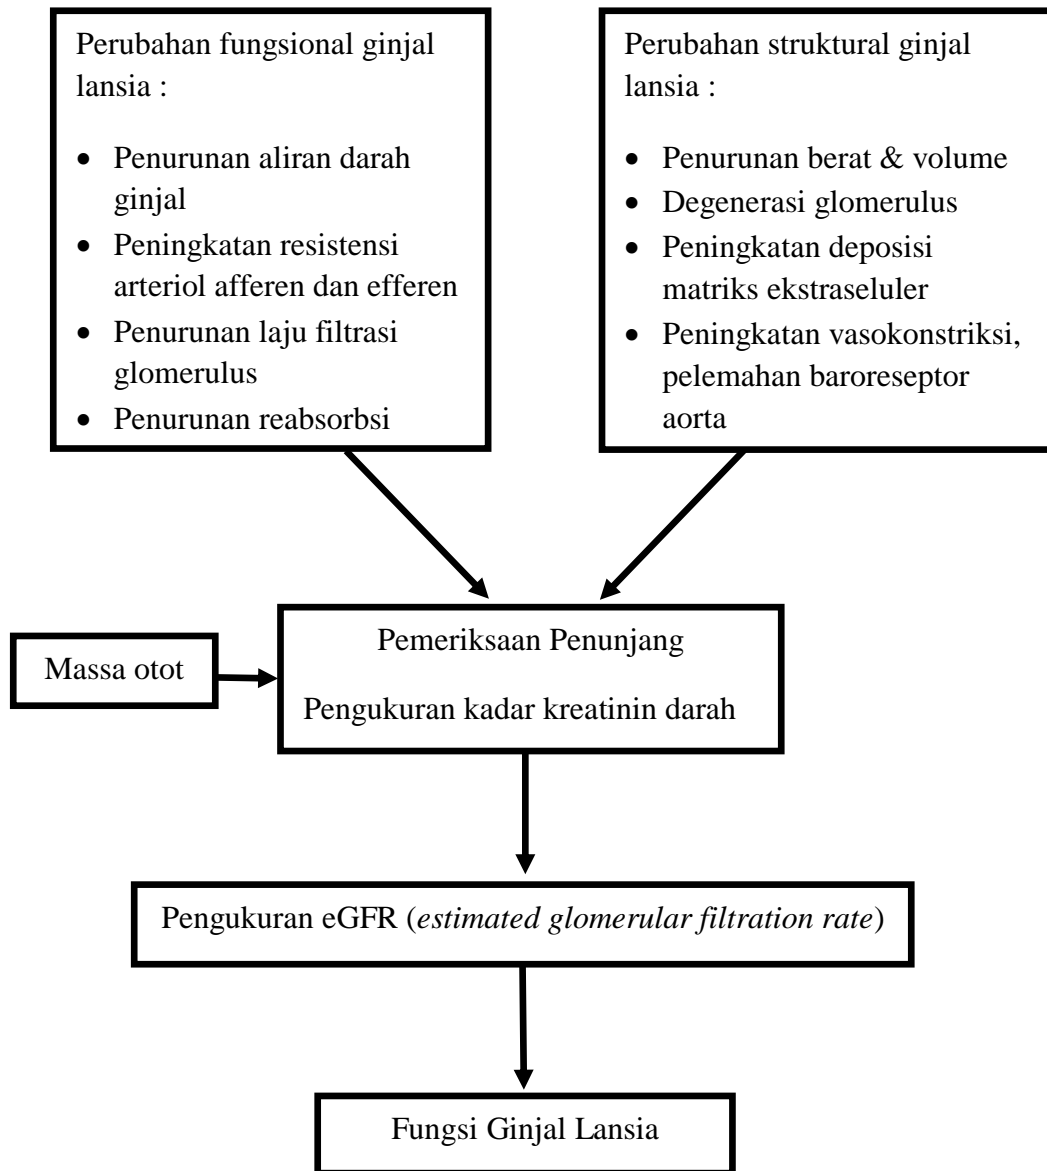 Perubahan fungsional ginjal
lansia :
• Penurunan aliran darah
ginjal
• Peningkatan resistensi
arteriol afferen dan efferen
• Penurunan laju filtrasi
glomerulus
• Penurunan reabsorbsi
Perubahan struktural ginjal
lansia :
• Penurunan berat & volume
• Degenerasi glomerulus
• Peningkatan deposisi
matriks ekstraseluler
• Peningkatan vasokonstriksi,
pelemahan baroreseptor
aorta
Massa otot
Pemeriksaan Penunjang
Pengukuran kadar kreatinin darah
Pengukuran eGFR (estimated glomerular filtration rate)
Fungsi Ginjal Lansia